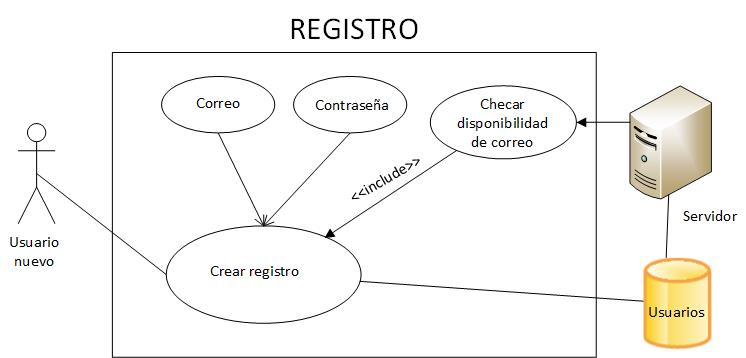 REGISTRO
Correo
Contraseña
Checar
disponibilidad
de correo
<<include>>
Servidor
Usuario
nuevo
Crear registro
Usuarios